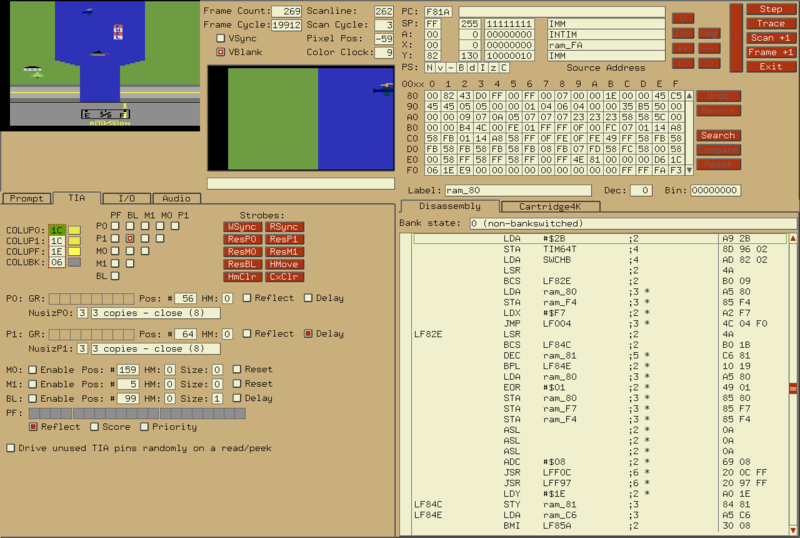 Frame Count: 269 Scanline: 262
Frame Cycle: 19912 Scan Cycle: 3
VSync Pixel Pos: -59
VBlank Color Clock: 9
E 1/2 F
ACTIVISION
PC: F81A
SP: FF 255 11111111 IMM
A: 00 0 00000000 INTIM
X: 00 0 00000000 ram_FA
Y: 82 130 10000010 IMM
PS: N v - B d I z C Source Address
Step
Trace
Scan +1
Frame +1
Exit
00xx 0 1 2 3 4 5 6 7 8 9 A B C D E F
80 00 82 43 D0 FF 00 FF 00 07 00 00 1E 00 00 45 C5
90 45 45 05 05 00 00 01 04 06 04 00 00 35 B5 50 00
A0 00 00 09 07 0A 05 07 07 07 23 23 23 58 58 5C 00
B0 00 00 B4 4C 00 FE 01 FF FF 0F 00 FC 07 01 14 A8
C0 58 FB 01 14 A8 58 FF 0F FE 0F FE 49 FF 58 FB 58
D0 FB 58 FB 58 FB 58 FB 08 FB 07 FD 58 FC 58 00 58
E0 00 58 FF 58 FF 58 FF 00 FF 4E 81 00 00 00 D6 1C
F0 06 1E E9 00 00 00 00 00 00 00 00 FF FF FA F3
Undo
Revert
Search
Compare
Reset
Label: ram_80 Dec: 0 Bin: 00000000
Prompt TIA I/O Audio
PF BL M1 M0 P1
P0
P1
M0
M1
BL
COLUP0: 1C
COLUP1: 1C
COLUPF: 1E
COLUBK: 06
Strobes:
WSync RSync
ResP0 ResP1
ResM0 ResM1
ResBL HMove
HmClr CxClr
P0: GR: Pos: # 56 HM: 0 Reflect Delay
NusizP0: 3 3 copies - close (8)
P1: GR: Pos: # 64 HM: 0 Reflect Delay
NusizP1: 3 3 copies - close (8)
M0: Enable Pos: # 159 HM: 0 Size: 0 Reset
M1: Enable Pos: # 5 HM: 0 Size: 0 Reset
BL: Enable Pos: # 99 HM: 0 Size: 1 Delay
PF:
Reflect Score Priority
Drive unused TIA pins randomly on a read/peek
Disassembly Cartridge4K
Bank state: 0 (non-bankswitched)
LDA #$2B ;2 A9 2B
STA TIM64T ;4 8D 96 02
LDA SWCHB ;4 AD 82 02
LSR ;2 4A
BCS LF82E ;2 B0 09
LDA ram_80 ;3 * A5 80
STA ram_F4 ;3 * 85 F4
LDX #$F7 ;2 * A2 F7
JMP LF004 ;3 * 4C 04 F0
LF82E LSR ;2 4A
BCS LF84C ;2 B0 1B
DEC ram_81 ;5 * C6 81
BPL LF84E ;2 * 10 19
LDA ram_80 ;3 * A5 80
EOR #$01 ;2 * 49 01
STA ram_80 ;3 * 85 80
STA ram_F7 ;3 * 85 F7
STA ram_F4 ;3 * 85 F4
ASL ;2 * 0A
ASL ;2 * 0A
ASL ;2 * 0A
ADC #$08 ;2 * 69 08
JSR LFF0C ;6 * 20 0C FF
JSR LFF97 ;6 * 20 97 FF
LDY #$1E ;2 * A0 1E
LF84C STY ram_81 ;3 84 81
LF84E LDA ram_C6 ;3 A5 C6
BMI LF85A ;2 30 08